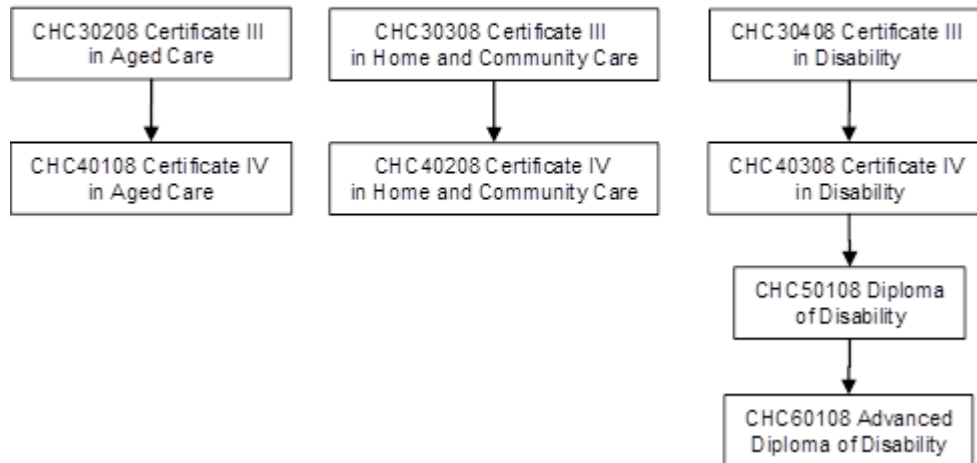 CHC30208 Certificate III
in Aged Care
CHC30308 Certificate III
in Home and Community Care
CHC30408 Certificate III
in Disability
CHC40108 Certificate IV
in Aged Care
CHC40208 Certificate IV
in Home and Community Care
CHC40308 Certificate IV
in Disability
CHC50108 Diploma
of Disability
CHC60108 Advanced
Diploma of Disability